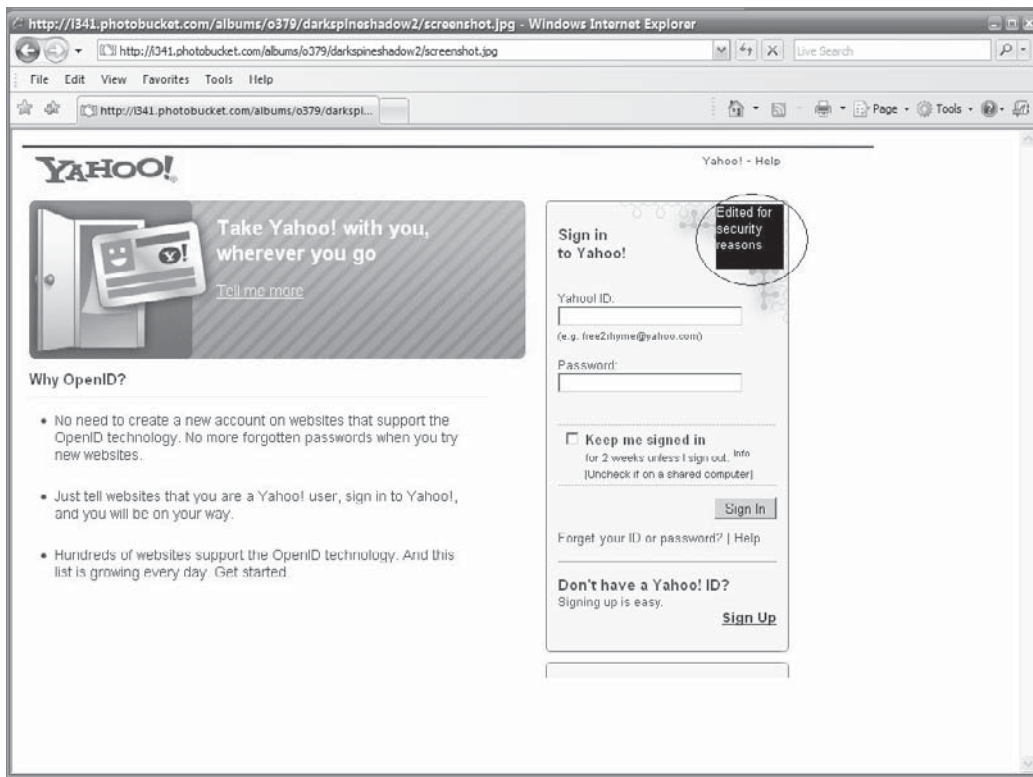 http://i341.photobucket.com/albums/o379/darkspineshadow2/screenshot.jpg - Windows Internet Explorer
http://i341.photobucket.com/albums/o379/darkspineshadow2/screenshot.jpg
Live Search
File Edit View Favorites Tools Help
http://i341.photobucket.com/albums/o379/darkspi...
Page Tools
YAHOO!
Yahoo! - Help
Take Yahoo! with you,
wherever you go
Tell me more
Y!
Why OpenID?
• No need to create a new account on websites that support the
OpenID technology. No more forgotten passwords when you try
new websites.
• Just tell websites that you are a Yahoo! user, sign in to Yahoo!,
and you will be on your way.
• Hundreds of websites support the OpenID technology. And this
list is growing every day. Get started.
Sign in
to Yahoo!
Edited for
security
reasons
Yahoo! ID:
(e.g. free2rhyme@yahoo.com)
Password:
Keep me signed in
for 2 weeks unless I sign out. Info
[Uncheck if on a shared computer]
Sign In
Forget your ID or password? | Help
Don't have a Yahoo! ID?
Signing up is easy.
Sign Up